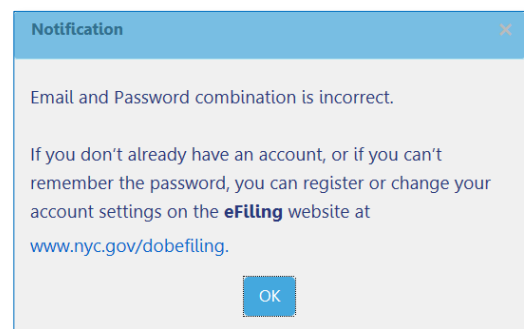 Notification
Email and Password combination is incorrect.
If you don't already have an account, or if you can't
remember the password, you can register or change your
account settings on the eFiling website at
www.nyc.gov/dobefiling.
OK